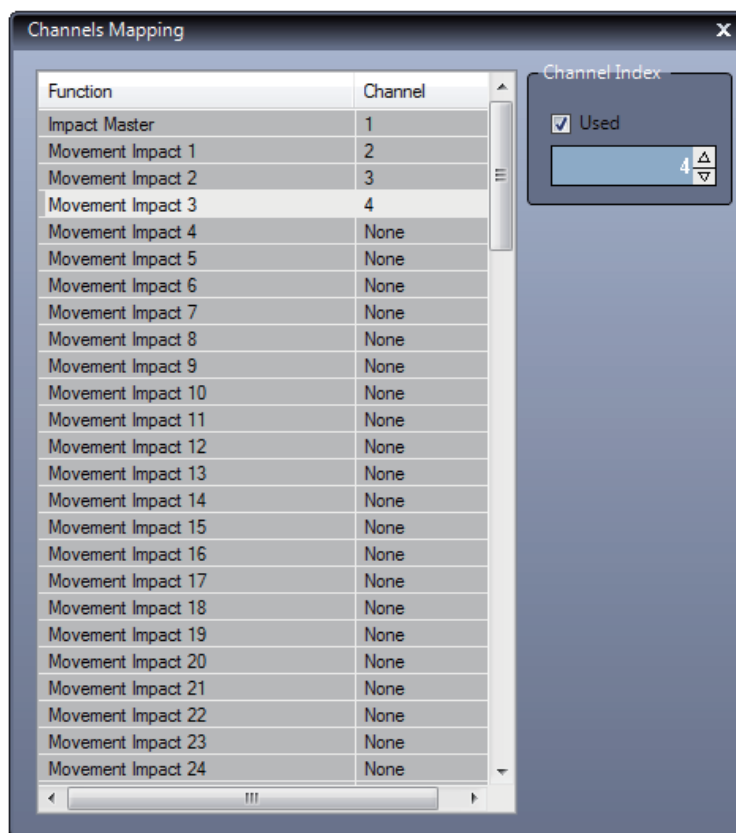 Channels Mapping x
Function Channel
Impact Master 1
Movement Impact 1 2
Movement Impact 2 3
Movement Impact 3 4
Movement Impact 4 None
Movement Impact 5 None
Movement Impact 6 None
Movement Impact 7 None
Movement Impact 8 None
Movement Impact 9 None
Movement Impact 10 None
Movement Impact 11 None
Movement Impact 12 None
Movement Impact 13 None
Movement Impact 14 None
Movement Impact 15 None
Movement Impact 16 None
Movement Impact 17 None
Movement Impact 18 None
Movement Impact 19 None
Movement Impact 20 None
Movement Impact 21 None
Movement Impact 22 None
Movement Impact 23 None
Movement Impact 24 None
Channel Index
Used
4